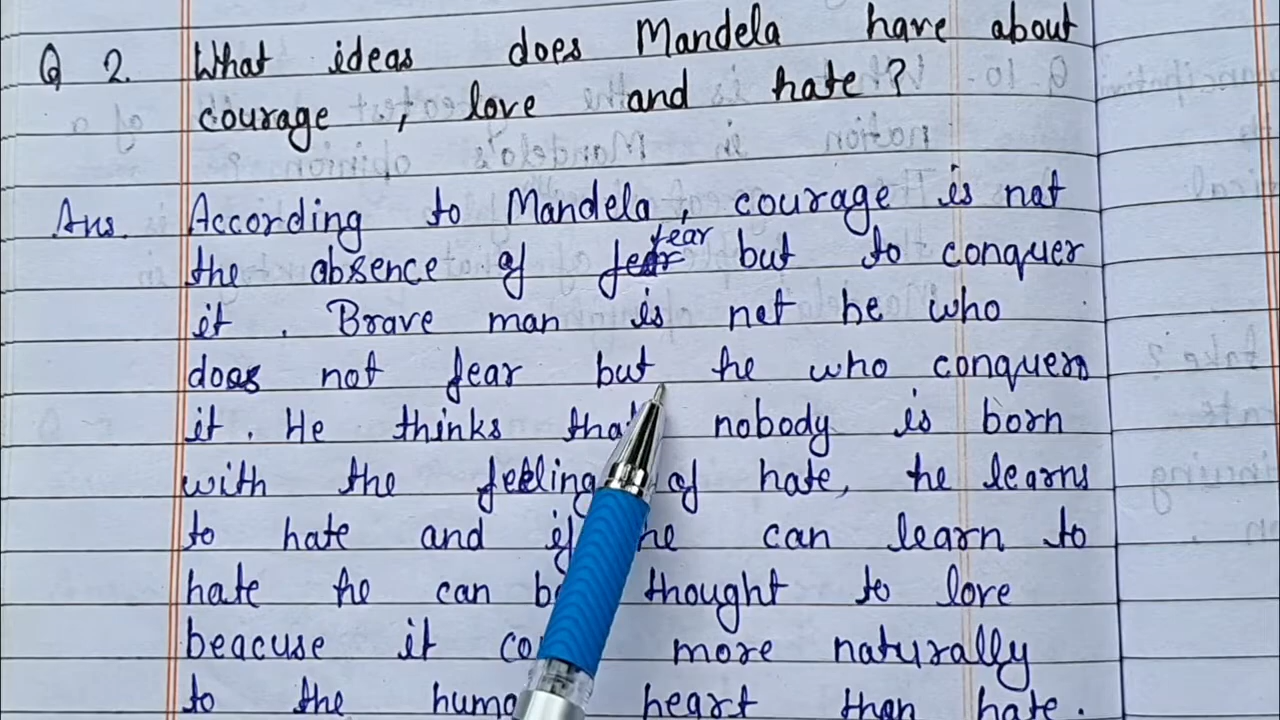 Q 2. What ideas does Mandela have about
courage, love and hate?
Ans. According to Mandela, courage is not
the absence of fear but to conquer
it. Brave man is not he who
does not fear but he who conquers
it. He thinks that nobody is born
with the feeling of hate, he learns
to hate and if he can learn to
hate he can be thought to love
beacuse it more naturally
to the heart than hate.